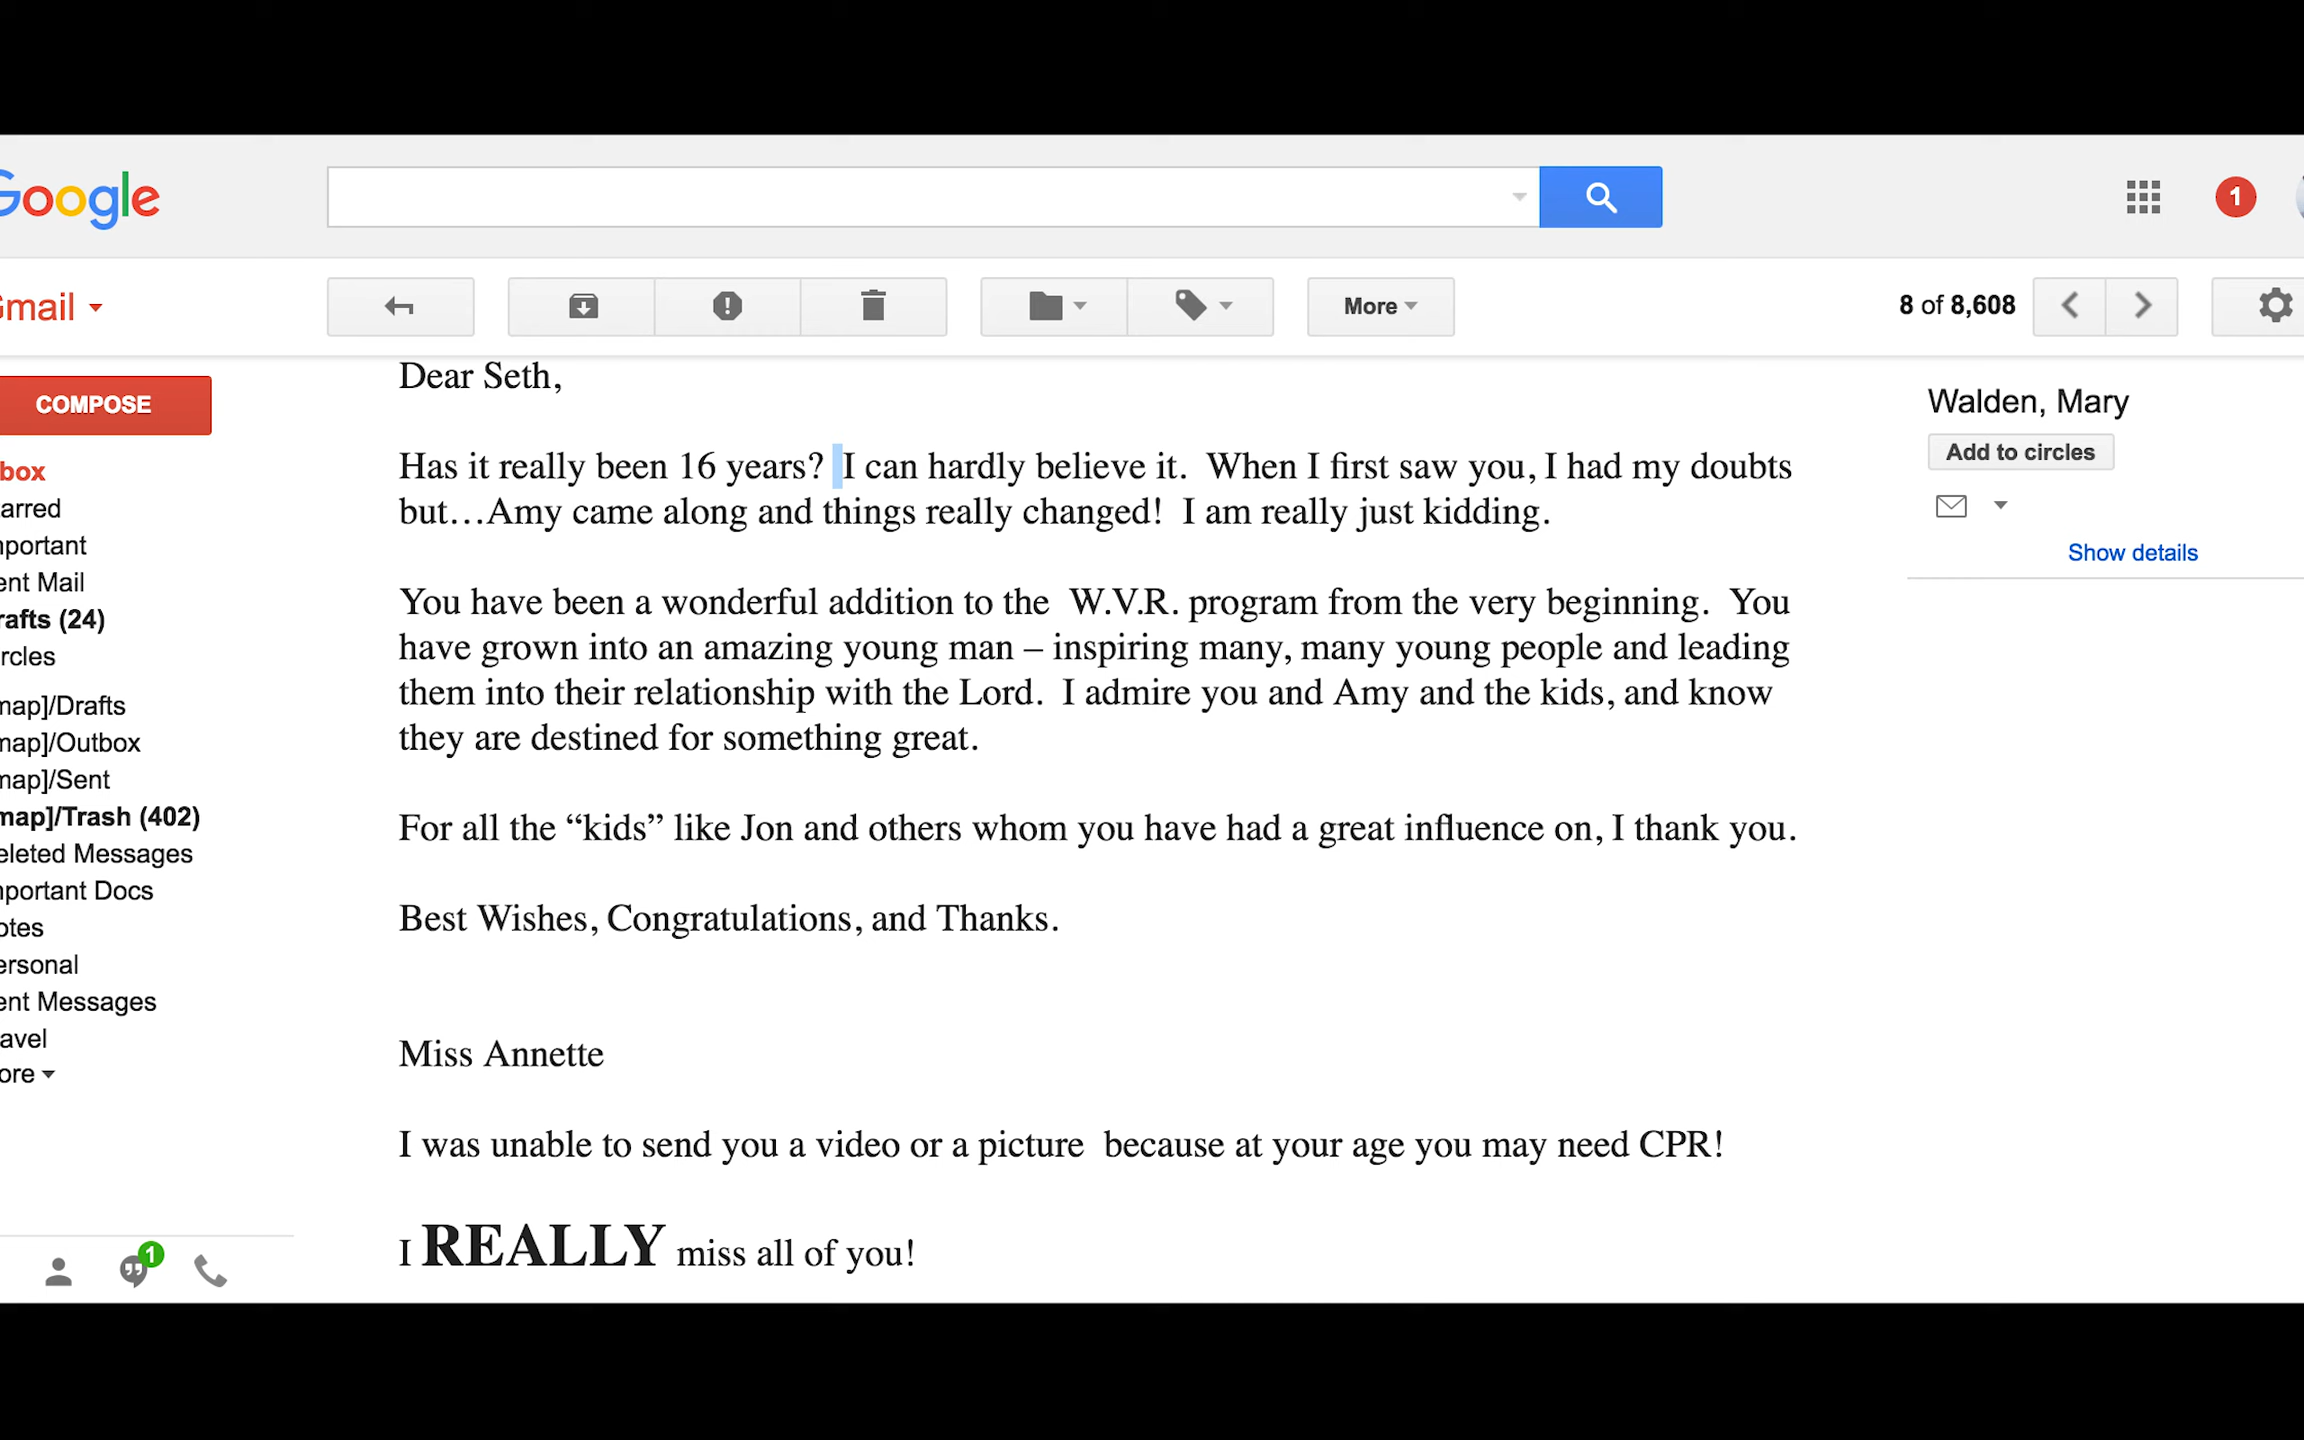 Google
1
Gmail
More
8 of 8,608
COMPOSE
box
arred
nportant
ent Mail
rafts (24)
rcles
map]/Drafts
map]/Outbox
map]/Sent
map]/Trash (402)
eleted Messages
nportant Docs
otes
ersonal
ent Messages
avel
ore
1
Dear Seth,
Has it really been 16 years?  I can hardly believe it.  When I first saw you, I had my doubts
but…Amy came along and things really changed!  I am really just kidding.
You have been a wonderful addition to the  W.V.R. program from the very beginning.  You
have grown into an amazing young man – inspiring many, many young people and leading
them into their relationship with the Lord.  I admire you and Amy and the kids, and know
they are destined for something great.
For all the “kids” like Jon and others whom you have had a great influence on, I thank you.
Best Wishes, Congratulations, and Thanks.
Miss Annette
I was unable to send you a video or a picture  because at your age you may need CPR!
I REALLY miss all of you!
Walden, Mary
Add to circles
Show details